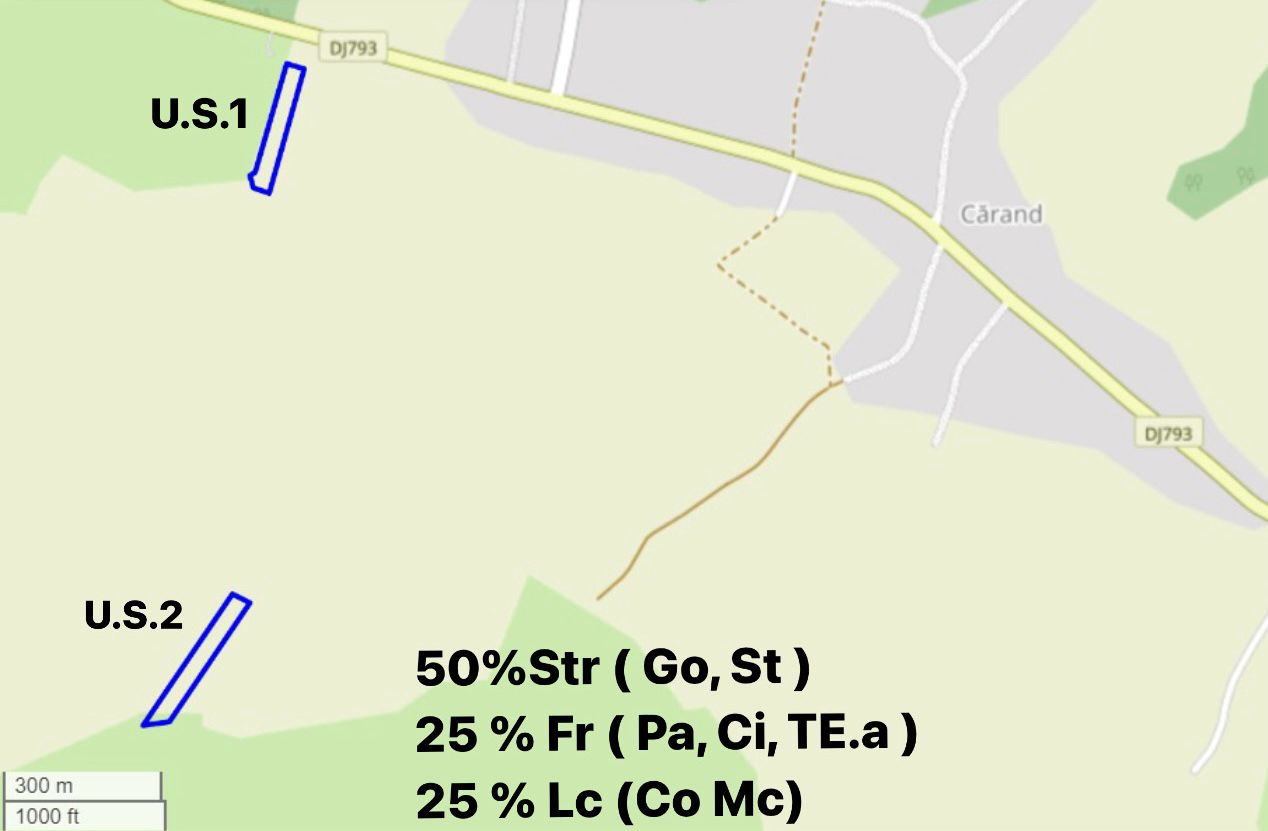 DJ793
U.S.1
Cărand
DJ793
U.S.2
50%Str ( Go, St )
25 % Fr ( Pa, Ci, TE.a )
25 % Lc (Co Mc)
300 m
1000 ft